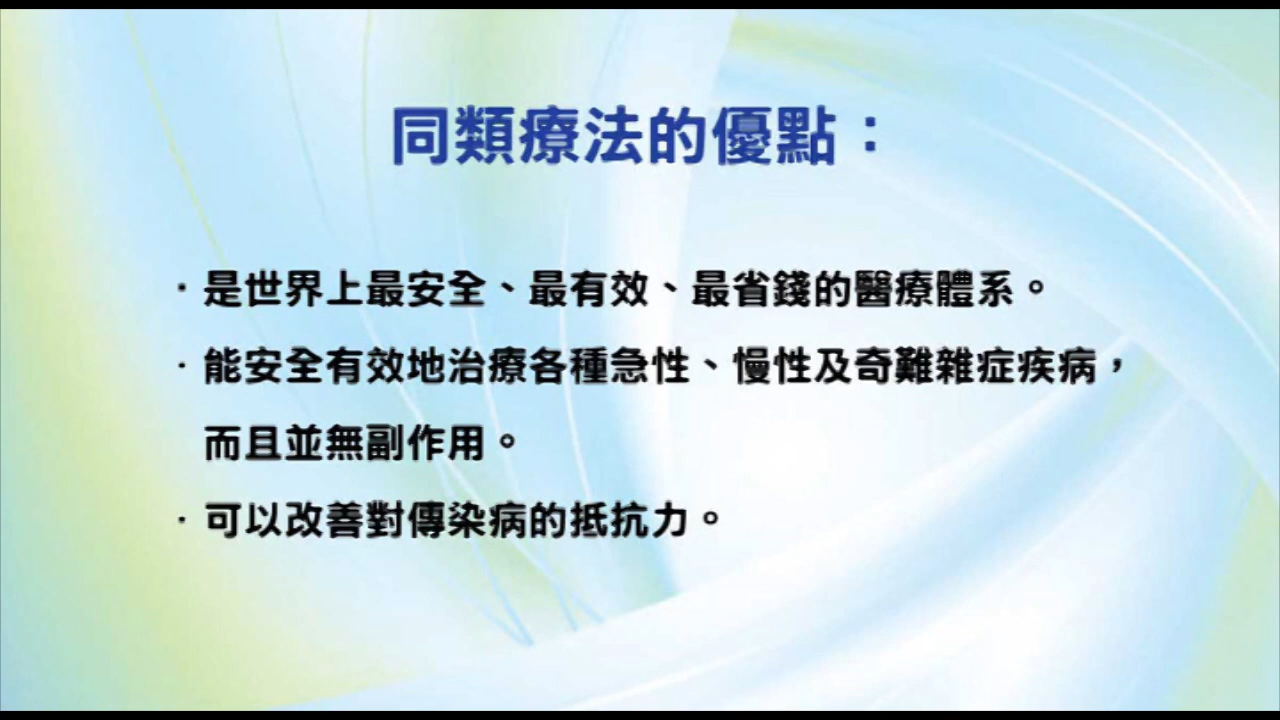 同類療法的優點：
·是世界上最安全、最有效、最省錢的醫療體系。
·能安全有效地治療各種急性、慢性及奇難雜症疾病，
而且並無副作用。
·可以改善對傳染病的抵抗力。